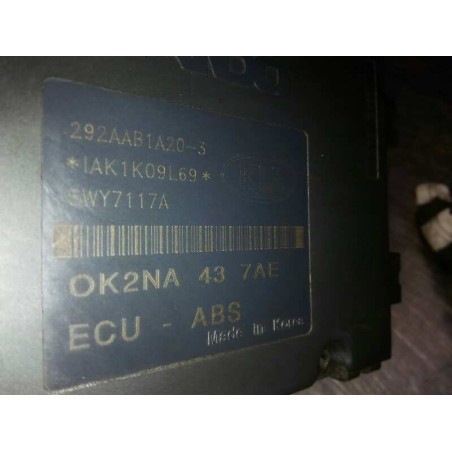 292AAB1A20-3
*IAK1K09L69*
5WY7117A
OK2NA 43 7AE
ECU - ABS
Made in Korea